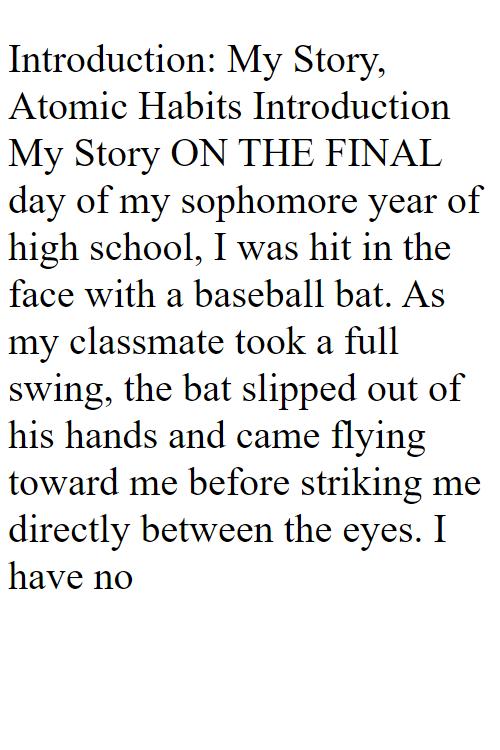 Introduction: My Story,
Atomic Habits Introduction
My Story ON THE FINAL
day of my sophomore year of
high school, I was hit in the
face with a baseball bat. As
my classmate took a full
swing, the bat slipped out of
his hands and came flying
toward me before striking me
directly between the eyes. I
have no